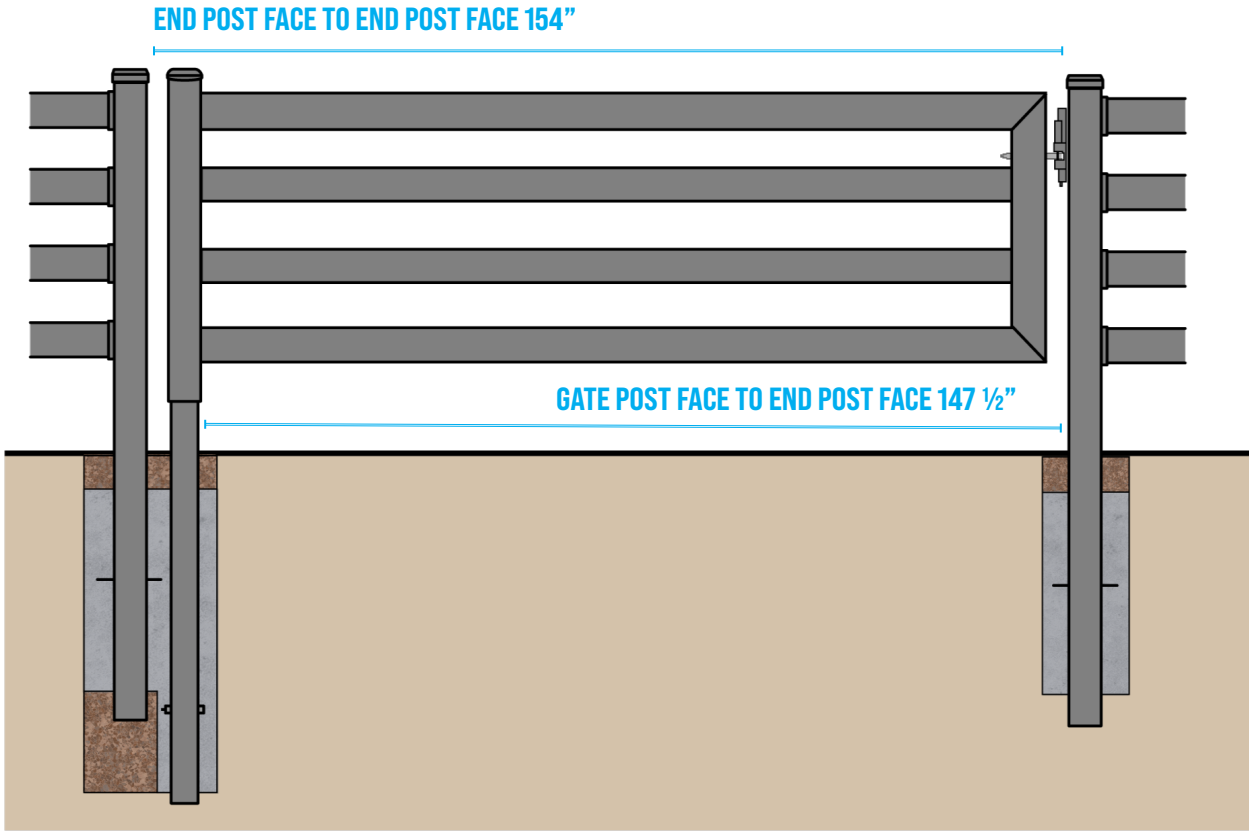 END POST FACE TO END POST FACE 154”
GATE POST FACE TO END POST FACE 147 ½”